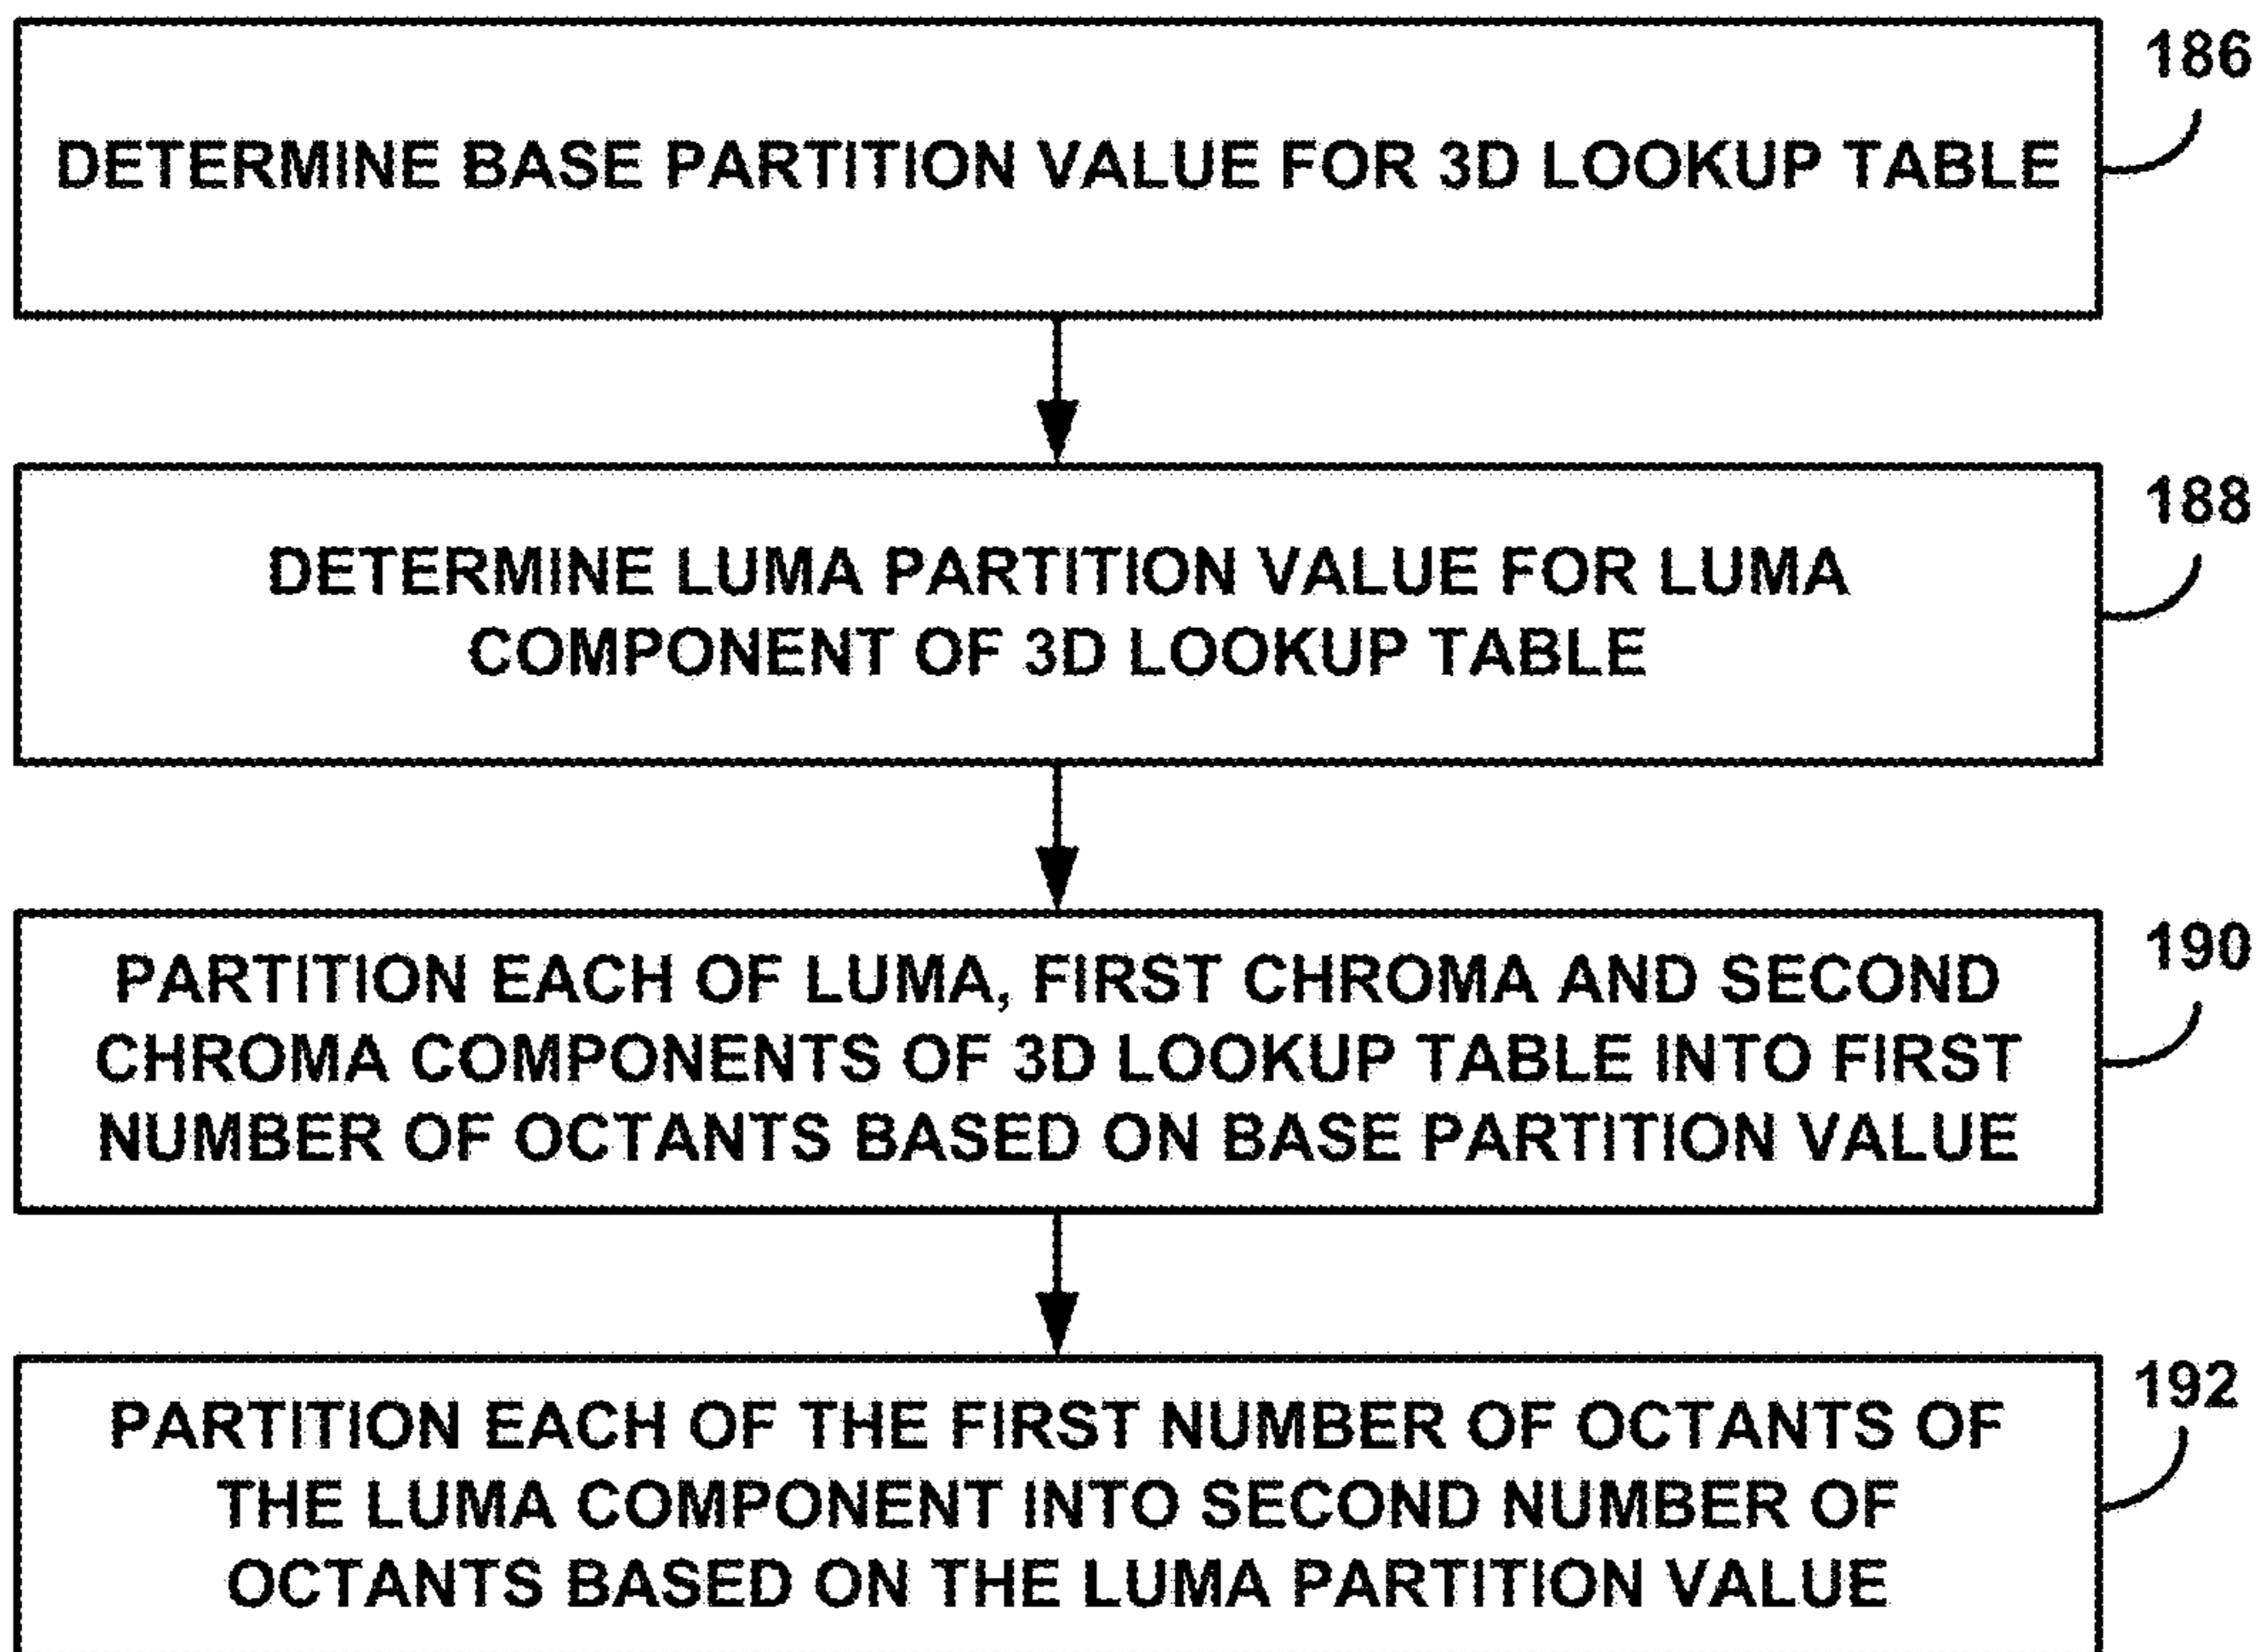 186
DETERMINE BASE PARTITION VALUE FOR 3D LOOKUP TABLE
188
DETERMINE LUMA PARTITION VALUE FOR LUMA
COMPONENT OF 3D LOOKUP TABLE
190
PARTITION EACH OF LUMA, FIRST CHROMA AND SECOND
CHROMA COMPONENTS OF 3D LOOKUP TABLE INTO FIRST
NUMBER OF OCTANTS BASED ON BASE PARTITION VALUE
192
PARTITION EACH OF THE FIRST NUMBER OF OCTANTS OF
THE LUMA COMPONENT INTO SECOND NUMBER OF
OCTANTS BASED ON THE LUMA PARTITION VALUE